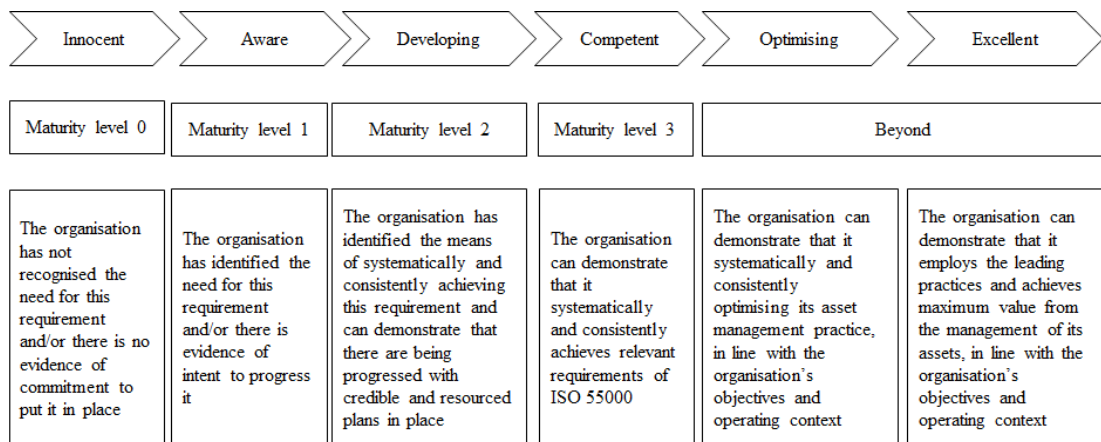 Innocent
Aware
Developing
Competent
Optimising
Excellent
Maturity level 0
Maturity level 1
Maturity level 2
Maturity level 3
Beyond
The organisation
has not
recognised the
need for this
requirement
and/or there is no
evidence of
commitment to
put it in place
The organisation
has identified the
need for this
requirement
and/or there is
evidence of
intent to progress
it
The organisation has
identified the means
of systematically and
consistently achieving
this requirement and
can demonstrate that
there are being
progressed with
credible and resourced
plans in place
The organisation
can demonstrate
that it
systematically
and consistently
achieves relevant
requirements of
ISO 55000
The organisation can
demonstrate that it
systematically and
consistently
optimising its asset
management practice,
in line with the
organisation's
objectives and
operating context
The organisation can
demonstrate that it
employs the leading
practices and achieves
maximum value from
the management of its
assets, in line with the
organisation's
objectives and
operating context